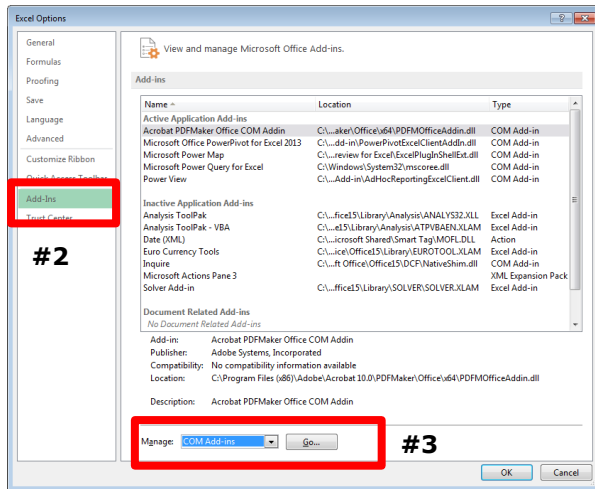 Excel Options
General
Formulas
Proofing
Save
Language
Advanced
Customize Ribbon
Quick Access Toolbar
Add-Ins
Trust Center
#2
View and manage Microsoft Office Add-ins.
Add-ins
Name Location Type
Active Application Add-ins
Acrobat PDFMaker Office COM Addin C:\...aker\Office\x64\PDFMOfficeAddin.dll COM Add-in
Microsoft Office PowerPivot for Excel 2013 C:\...dd-in\PowerPivotExcelClientAddIn.dll COM Add-in
Microsoft Power Map C:\...review for Excel\ExcelPlugInShellExt.dll COM Add-in
Microsoft Power Query for Excel C:\Windows\System32\mscoree.dll COM Add-in
Power View C:\...Add-in\AdHocReportingExcelClient.dll COM Add-in
Inactive Application Add-ins
Analysis ToolPak C:\...fice15\Library\Analysis\ANALYS32.XLL Excel Add-in
Analysis ToolPak - VBA C:\...e15\Library\Analysis\ATPVBAEN.XLAM Excel Add-in
Date (XML) C:\...icrosoft Shared\Smart Tag\MOFL.DLL Action
Euro Currency Tools C:\...ice\Office15\Library\EUROTOOL.XLAM Excel Add-in
Inquire C:\...ft Office\Office15\DCF\NativeShim.dll COM Add-in
Microsoft Actions Pane 3 XML Expansion Pack
Solver Add-in C:\...ffice15\Library\SOLVER\SOLVER.XLAM Excel Add-in
Document Related Add-ins
No Document Related Add-ins
Add-in: Acrobat PDFMaker Office COM Addin
Publisher: Adobe Systems, Incorporated
Compatibility: No compatibility information available
Location: C:\Program Files (x86)\Adobe\Acrobat 10.0\PDFMaker\Office\x64\PDFMOfficeAddin.dll
Description: Acrobat PDFMaker Office COM Addin
Manage: COM Add-ins Go...
#3
OK Cancel